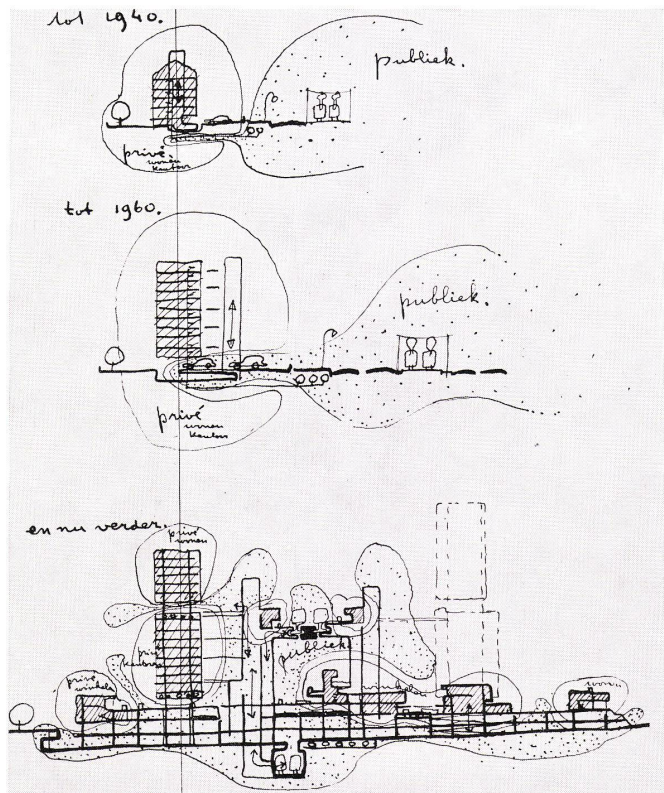 tot 1940.
publiek.
privé
wonen
kantoor
tot 1960.
publiek.
privé
wonen
kantoor
en nu verder.
privé
wonen
publiek.
privé
kantoor
privé
winkels
wonen